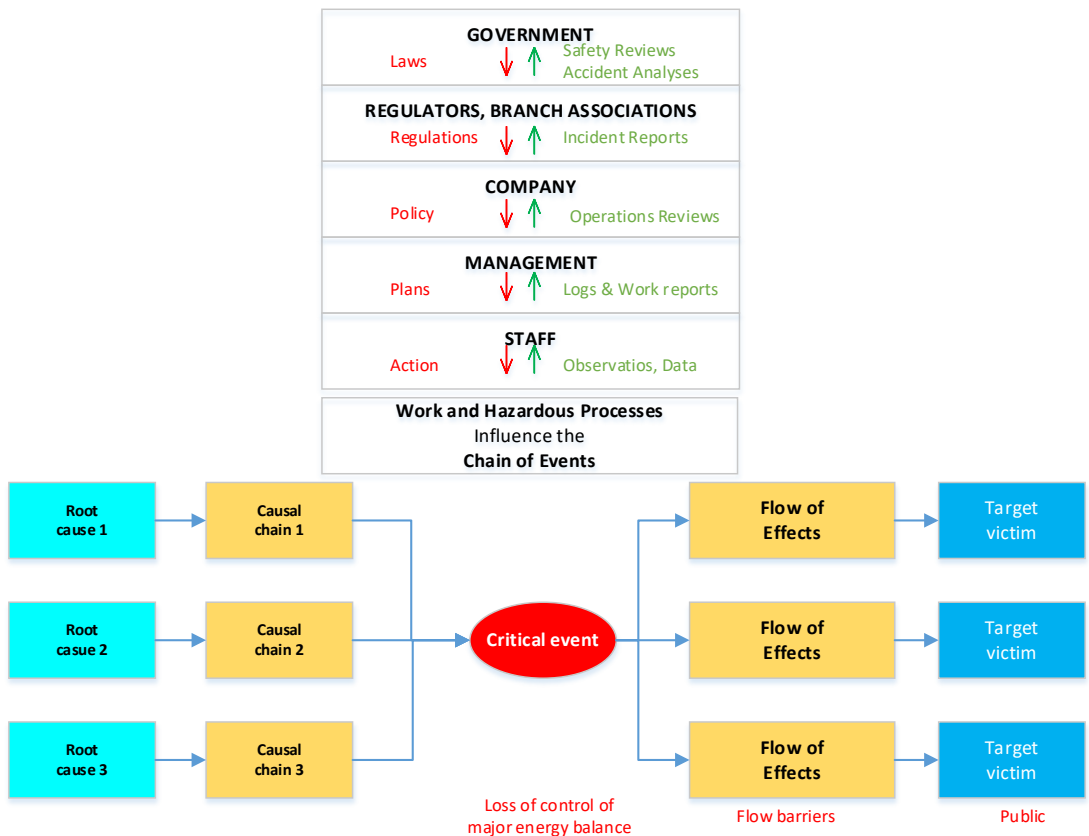 GOVERNMENT
Laws
Safety Reviews
Accident Analyses
REGULATORS, BRANCH ASSOCIATIONS
Regulations
Incident Reports
COMPANY
Policy
Operations Reviews
MANAGEMENT
Plans
Logs & Work reports
STAFF
Action
Observatios, Data
Work and Hazardous Processes
Influence the
Chain of Events
Root
cause 1
Causal
chain 1
Flow of
Effects
Target
victim
Root
casue 2
Causal
chain 2
Critical event
Flow of
Effects
Target
victim
Root
cause 3
Causal
chain 3
Flow of
Effects
Target
victim
Loss of control of
major energy balance
Flow barriers
Public